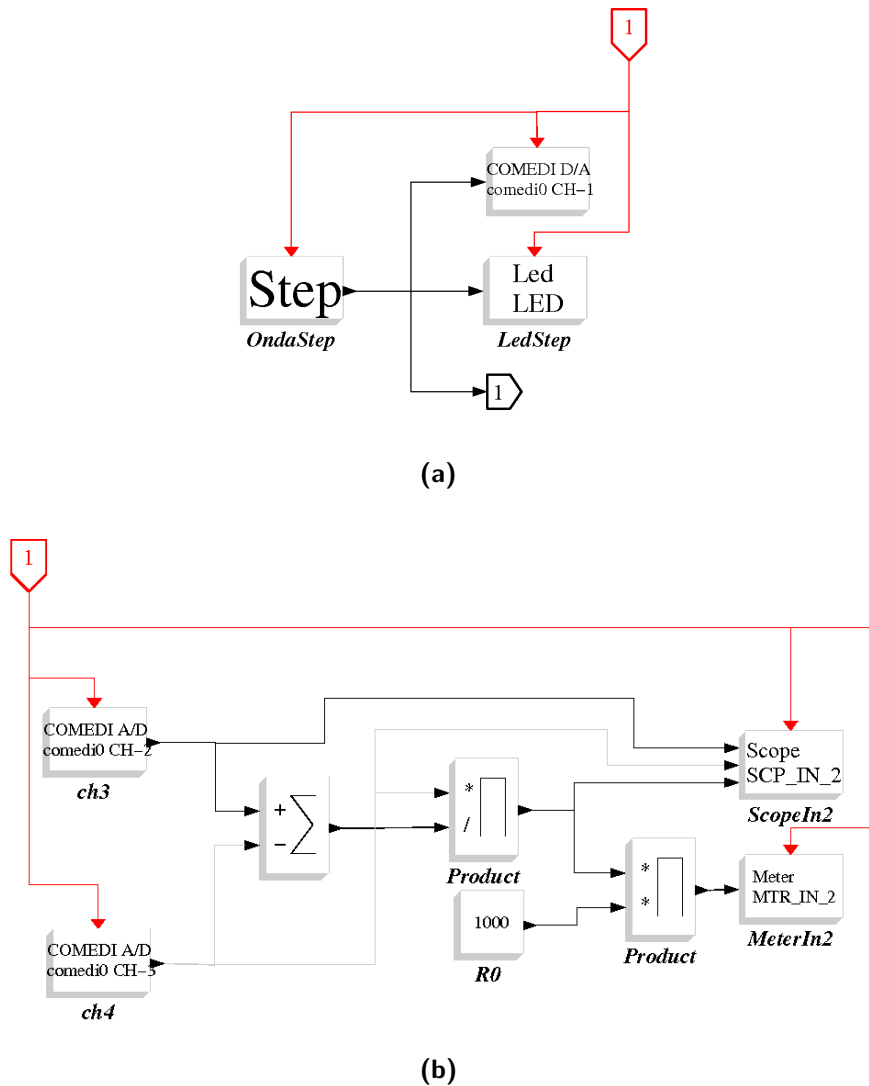 1
COMEDI D/A
comedi0 CH-1
Step
OndaStep
Led
LED
LedStep
1
(a)
1
COMEDI A/D
comedi0 CH-2
ch3
+
-
*
/
Product
Scope
SCP_IN_2
ScopeIn2
1000
R0
*
*
Product
Meter
MTR_IN_2
MeterIn2
COMEDI A/D
comedi0 CH-3
ch4
(b)